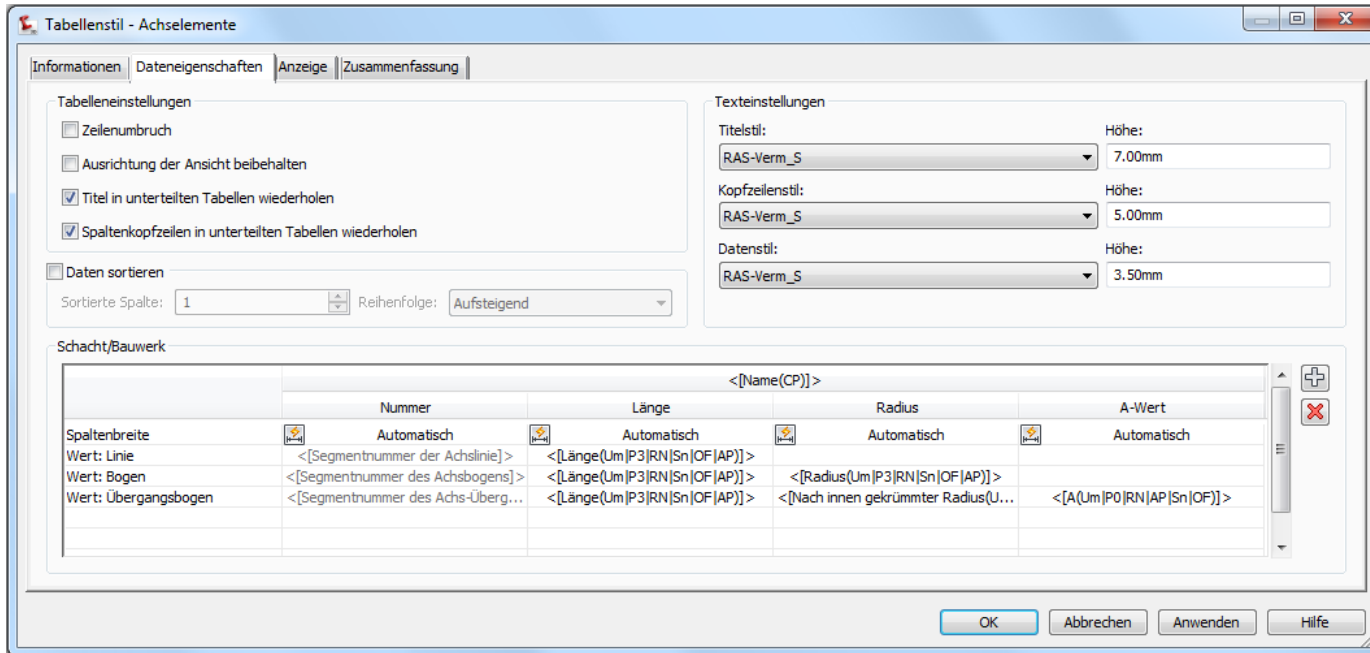 Tabellenstil - Achselemente
Informationen Dateneigenschaften Anzeige Zusammenfassung
Tabelleneinstellungen
Zeilenumbruch
Ausrichtung der Ansicht beibehalten
Titel in unterteilten Tabellen wiederholen
Spaltenkopfzeilen in unterteilten Tabellen wiederholen
Daten sortieren
Sortierte Spalte: 1 Reihenfolge: Aufsteigend
Texteinstellungen
Titelstil: Höhe:
RAS-Verm_S 7.00mm
Kopfzeilenstil: Höhe:
RAS-Verm_S 5.00mm
Datenstil: Höhe:
RAS-Verm_S 3.50mm
Schacht/Bauwerk
<[Name(CP)]>
Nummer Länge Radius A-Wert
Spaltenbreite Automatisch Automatisch Automatisch Automatisch
Wert: Linie <[Segmentnummer der Achslinie]> <[Länge(Um|P3|RN|Sn|OF|AP)]>
Wert: Bogen <[Segmentnummer des Achsbogens]> <[Länge(Um|P3|RN|Sn|OF|AP)]> <[Radius(Um|P3|RN|Sn|OF|AP)]>
Wert: Übergangsbogen <[Segmentnummer des Achs-Überg... <[Länge(Um|P3|RN|Sn|OF|AP)]> <[Nach innen gekrümmter Radius(U... <[A(Um|P0|RN|AP|Sn|OF)]>
OK Abbrechen Anwenden Hilfe